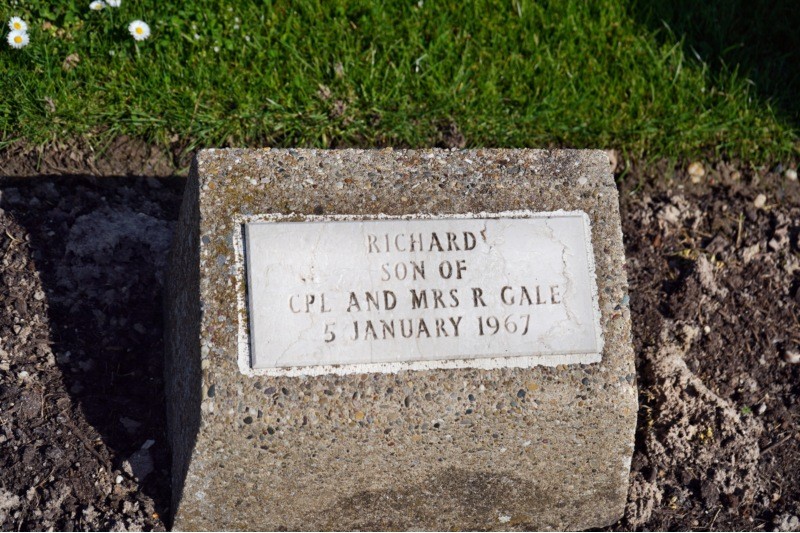 RICHARD
SON OF
CPL AND MRS R GALE
5 JANUARY 1967